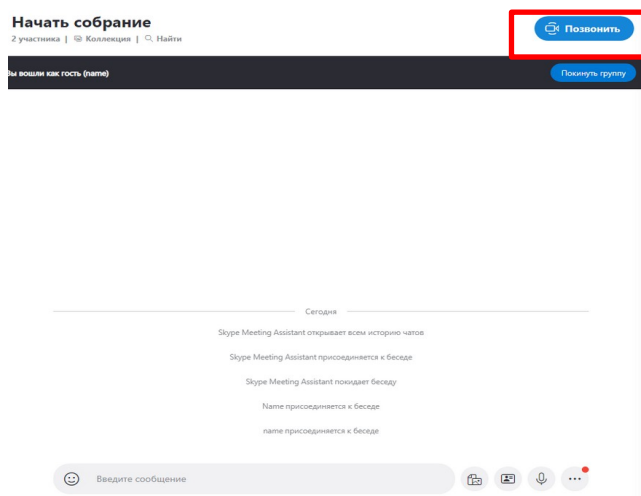 Начать собрание
2 участника | Коллекция | Найти
Позвонить
Вы вошли как гость (name)
Покинуть группу
Сегодня
Skype Meeting Assistant открывает всем историю чатов
Skype Meeting Assistant присоединяется к беседе
Skype Meeting Assistant покидает беседу
Name присоединяется к беседе
name присоединяется к беседе
Введите сообщение